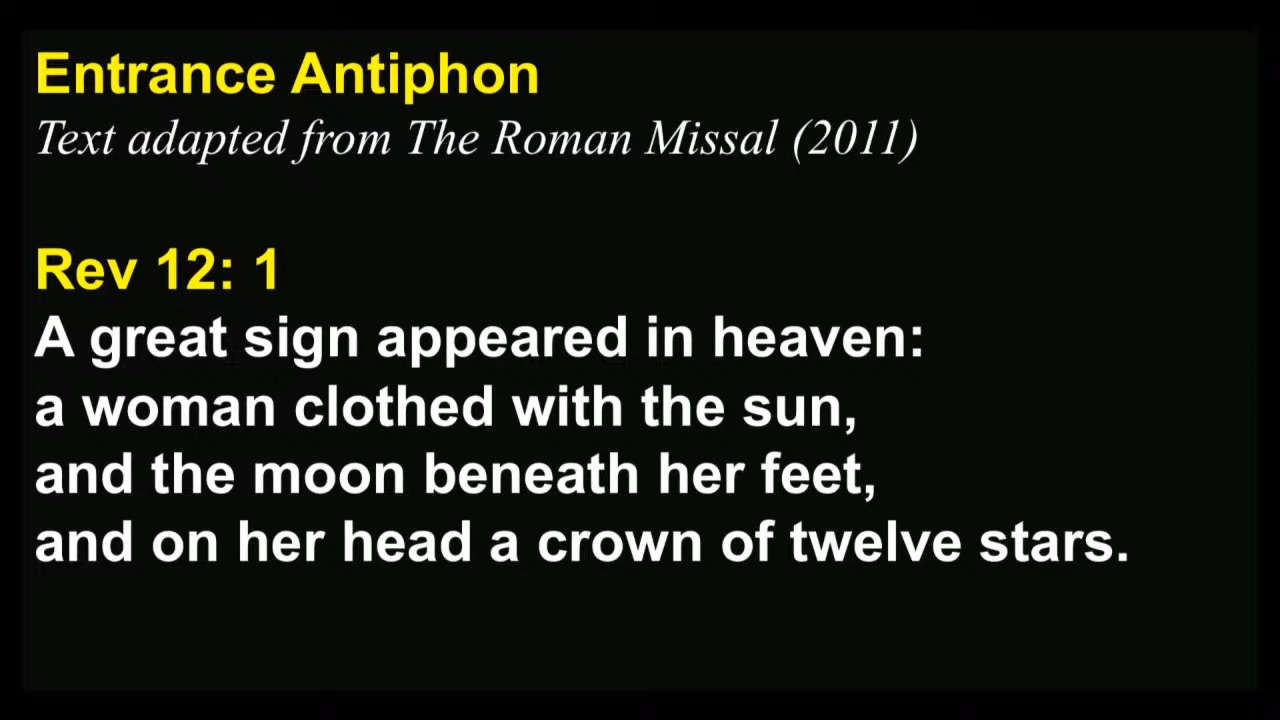 Entrance Antiphon
Text adapted from The Roman Missal (2011)
Rev 12: 1
A great sign appeared in heaven:
a woman clothed with the sun,
and the moon beneath her feet,
and on her head a crown of twelve stars.